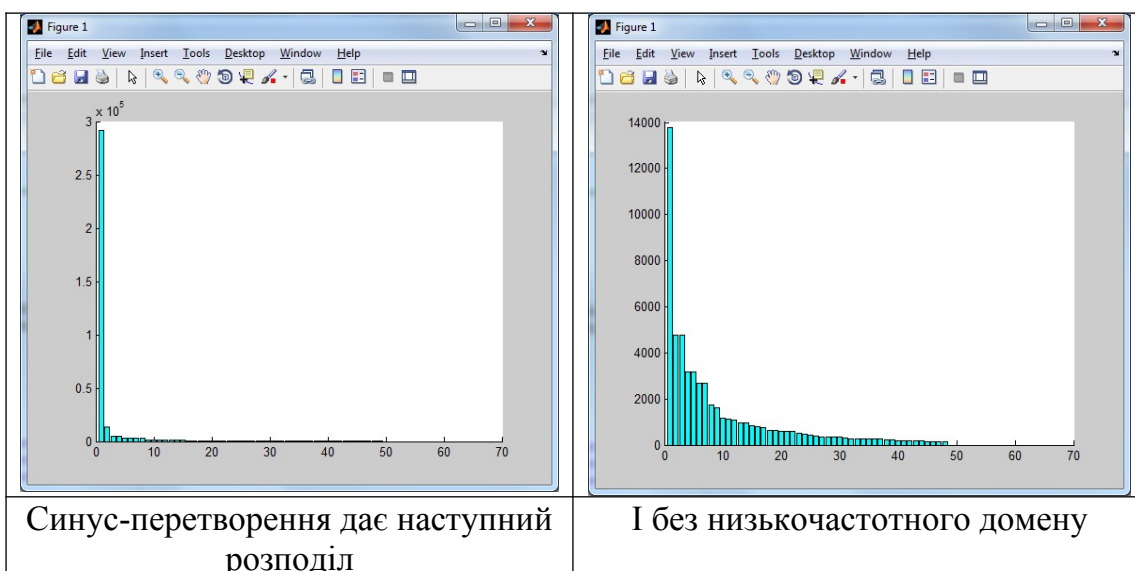 Figure 1
File Edit View Insert Tools Desktop Window Help
x 10^5
3
2.5
2
1.5
1
0.5
0
0 10 20 30 40 50 60 70
Figure 1
File Edit View Insert Tools Desktop Window Help
14000
12000
10000
8000
6000
4000
2000
0
0 10 20 30 40 50 60 70
Синус-перетворення дає наступний
розподіл
І без низькочастотного домену